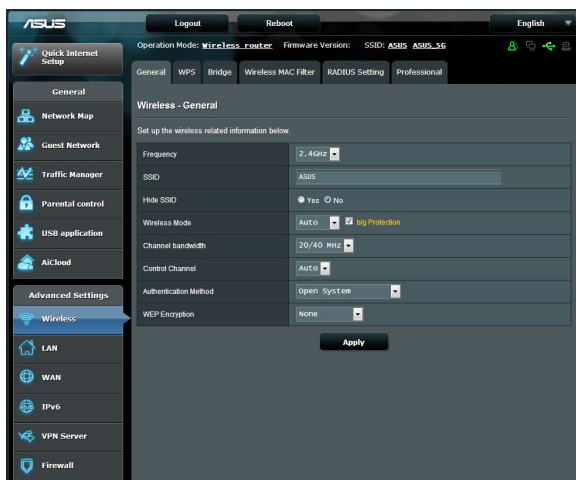 ASUS
Logout
Reboot
English
Quick Internet Setup
Operation Mode: Wireless router Firmware Version: SSID: ASUS ASUS_5G
General WPS Bridge Wireless MAC Filter RADIUS Setting Professional
General
Network Map
Guest Network
Traffic Manager
Parental control
USB application
AiCloud
Advanced Settings
Wireless
LAN
WAN
IPv6
VPN Server
Firewall
Wireless - General
Set up the wireless related information below.
Frequency 2.4GHz
SSID ASUS
Hide SSID Yes No
Wireless Mode Auto b/g Protection
Channel bandwidth 20/40 MHz
Control Channel Auto
Authentication Method Open System
WEP Encryption None
Apply